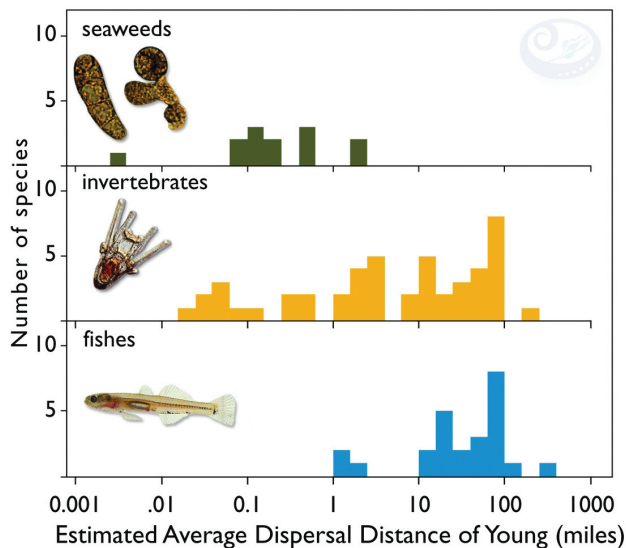 10
seaweeds
5
10
invertebrates
5
10
fishes
5
Number of species
0.001
.01
0.1
1
10
100
1000
Estimated Average Dispersal Distance of Young (miles)